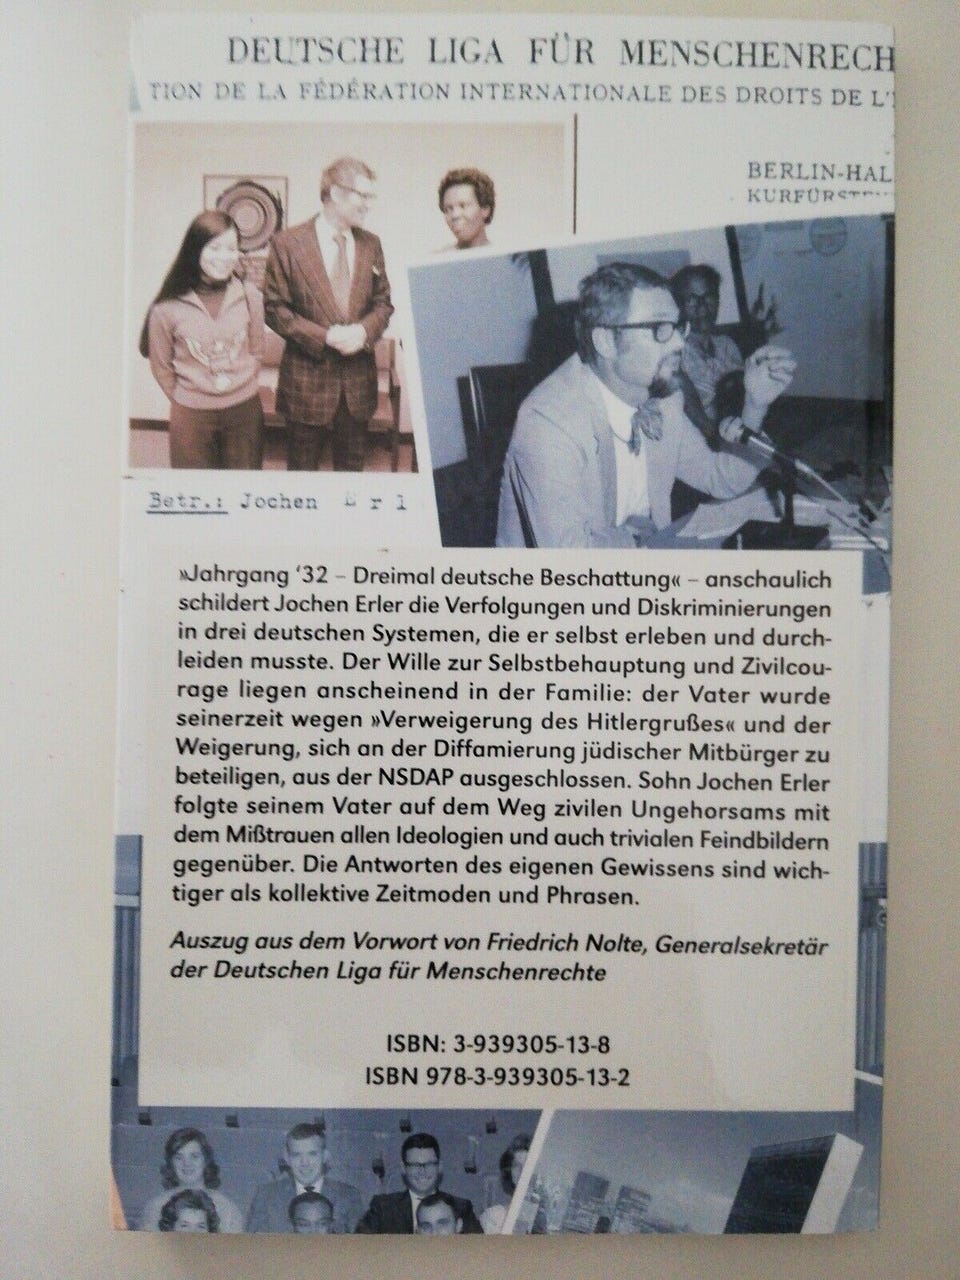 DEUTSCHE LIGA FÜR MENSCHENRECH
TION DE LA FÉDÉRATION INTERNATIONALE DES DROITS DE L'
BERLIN-HAL
KURFÜRST
Betr.: Jochen Erl
»Jahrgang ‘32 – Dreimal deutsche Beschattung« – anschaulich
schildert Jochen Erler die Verfolgungen und Diskriminierungen
in drei deutschen Systemen, die er selbst erleben und durch-
leiden musste. Der Wille zur Selbstbehauptung und Zivilcou-
rage liegen anscheinend in der Familie: der Vater wurde
seinerzeit wegen »Verweigerung des Hitlergrußes« und der
Weigerung, sich an der Diffamierung jüdischer Mitbürger zu
beteiligen, aus der NSDAP ausgeschlossen. Sohn Jochen Erler
folgte seinem Vater auf dem Weg zivilen Ungehorsams mit
dem Mißtrauen allen Ideologien und auch trivialen Feindbildern
gegenüber. Die Antworten des eigenen Gewissens sind wich-
tiger als kollektive Zeitmoden und Phrasen.
Auszug aus dem Vorwort von Friedrich Nolte, Generalsekretär
der Deutschen Liga für Menschenrechte
ISBN: 3-939305-13-8
ISBN 978-3-939305-13-2